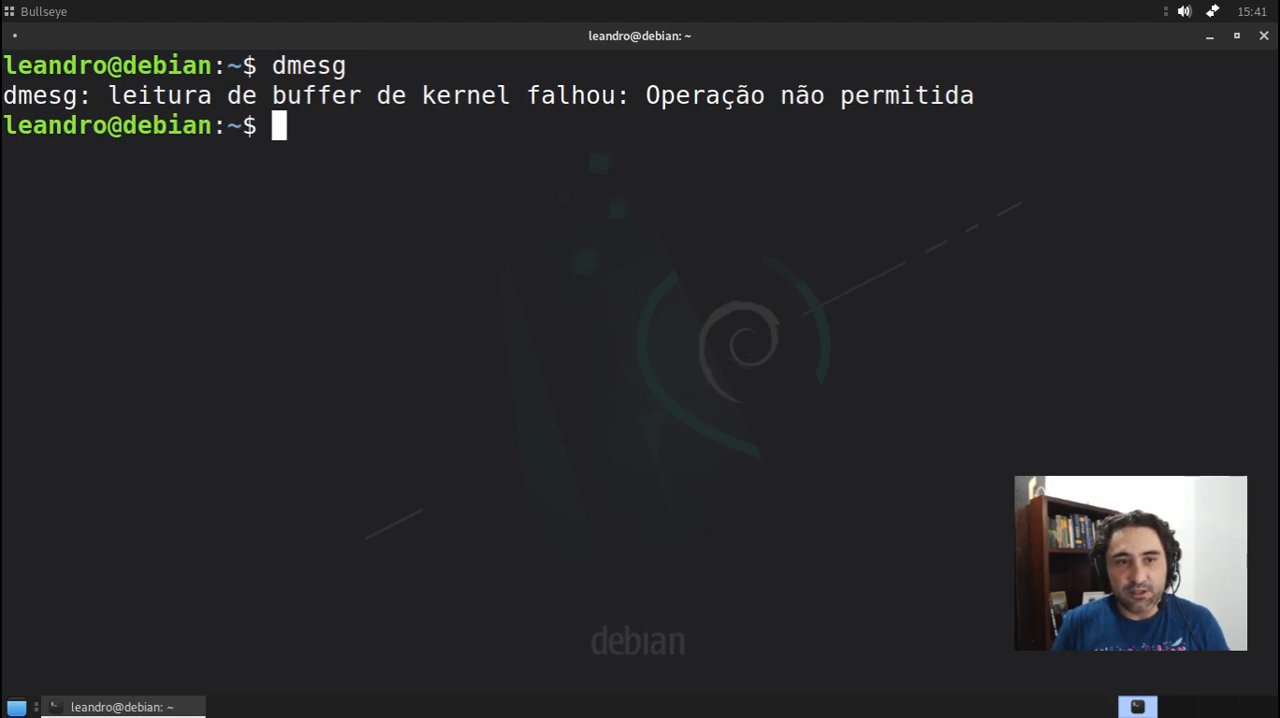 Bullseye
15:41
leandro@debian: ~
leandro@debian:~$ dmesg
dmesg: leitura de buffer de kernel falhou: Operação não permitida
leandro@debian:~$
debian
leandro@debian: ~